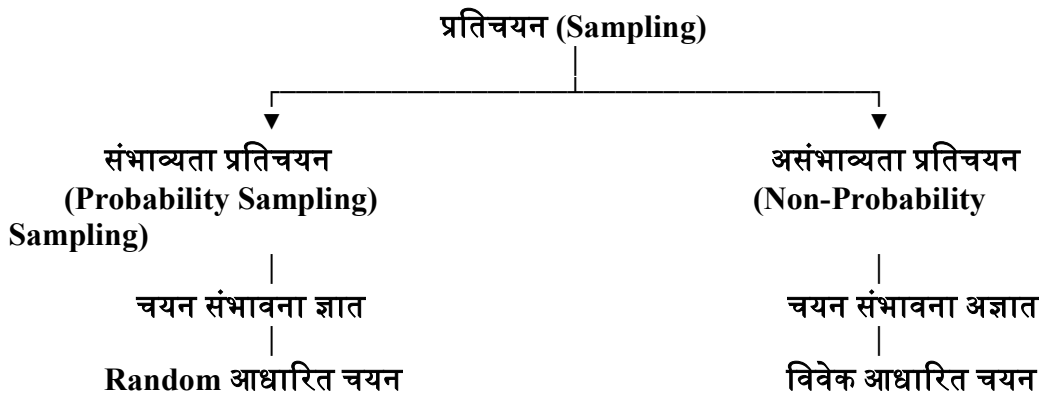 प्रतिचयन (Sampling)
संभाव्यता प्रतिचयन असंभाव्यता प्रतिचयन
(Probability Sampling) (Non-Probability
Sampling)
चयन संभावना ज्ञात चयन संभावना अज्ञात
Random आधारित चयन विवेक आधारित चयन